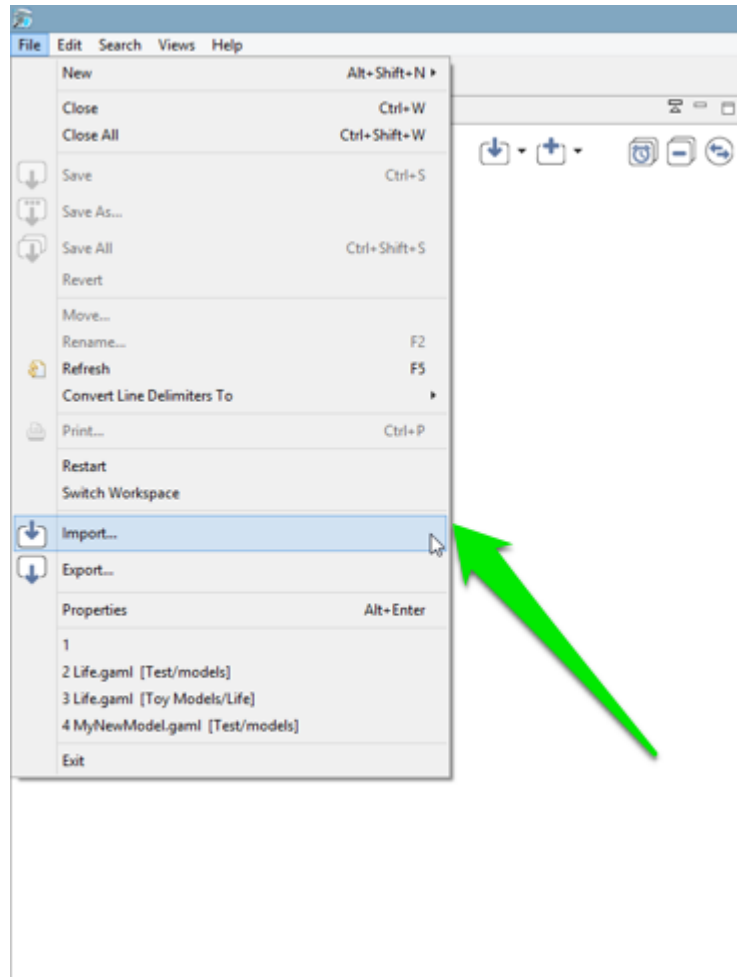 File Edit Search Views Help
New Alt+Shift+N
Close Ctrl+W
Close All Ctrl+Shift+W
Save Ctrl+S
Save As...
Save All Ctrl+Shift+S
Revert
Move...
Rename... F2
Refresh F5
Convert Line Delimiters To
Print... Ctrl+P
Restart
Switch Workspace
Import...
Export...
Properties Alt+Enter
1
2 Life.gaml [Test/models]
3 Life.gaml [Toy Models/Life]
4 MyNewModel.gaml [Test/models]
Exit